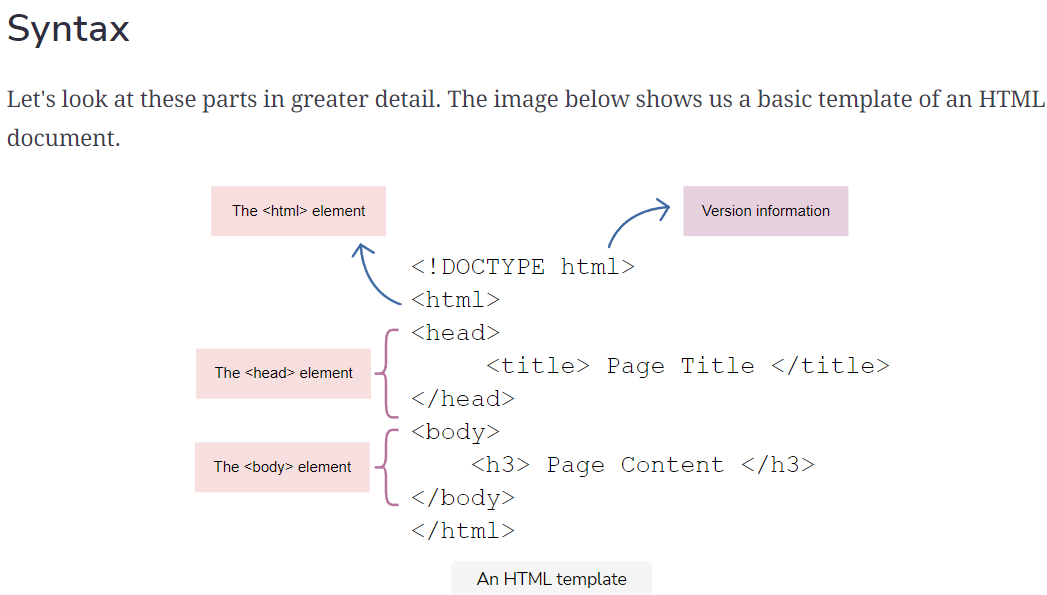 Syntax
Let's look at these parts in greater detail. The image below shows us a basic template of an HTML
document.
The <html> element
Version information
<!DOCTYPE html>
<html>
<head>
The <head> element
<title> Page Title </title>
</head>
<body>
The <body> element
<h3> Page Content </h3>
</body>
</html>
An HTML template